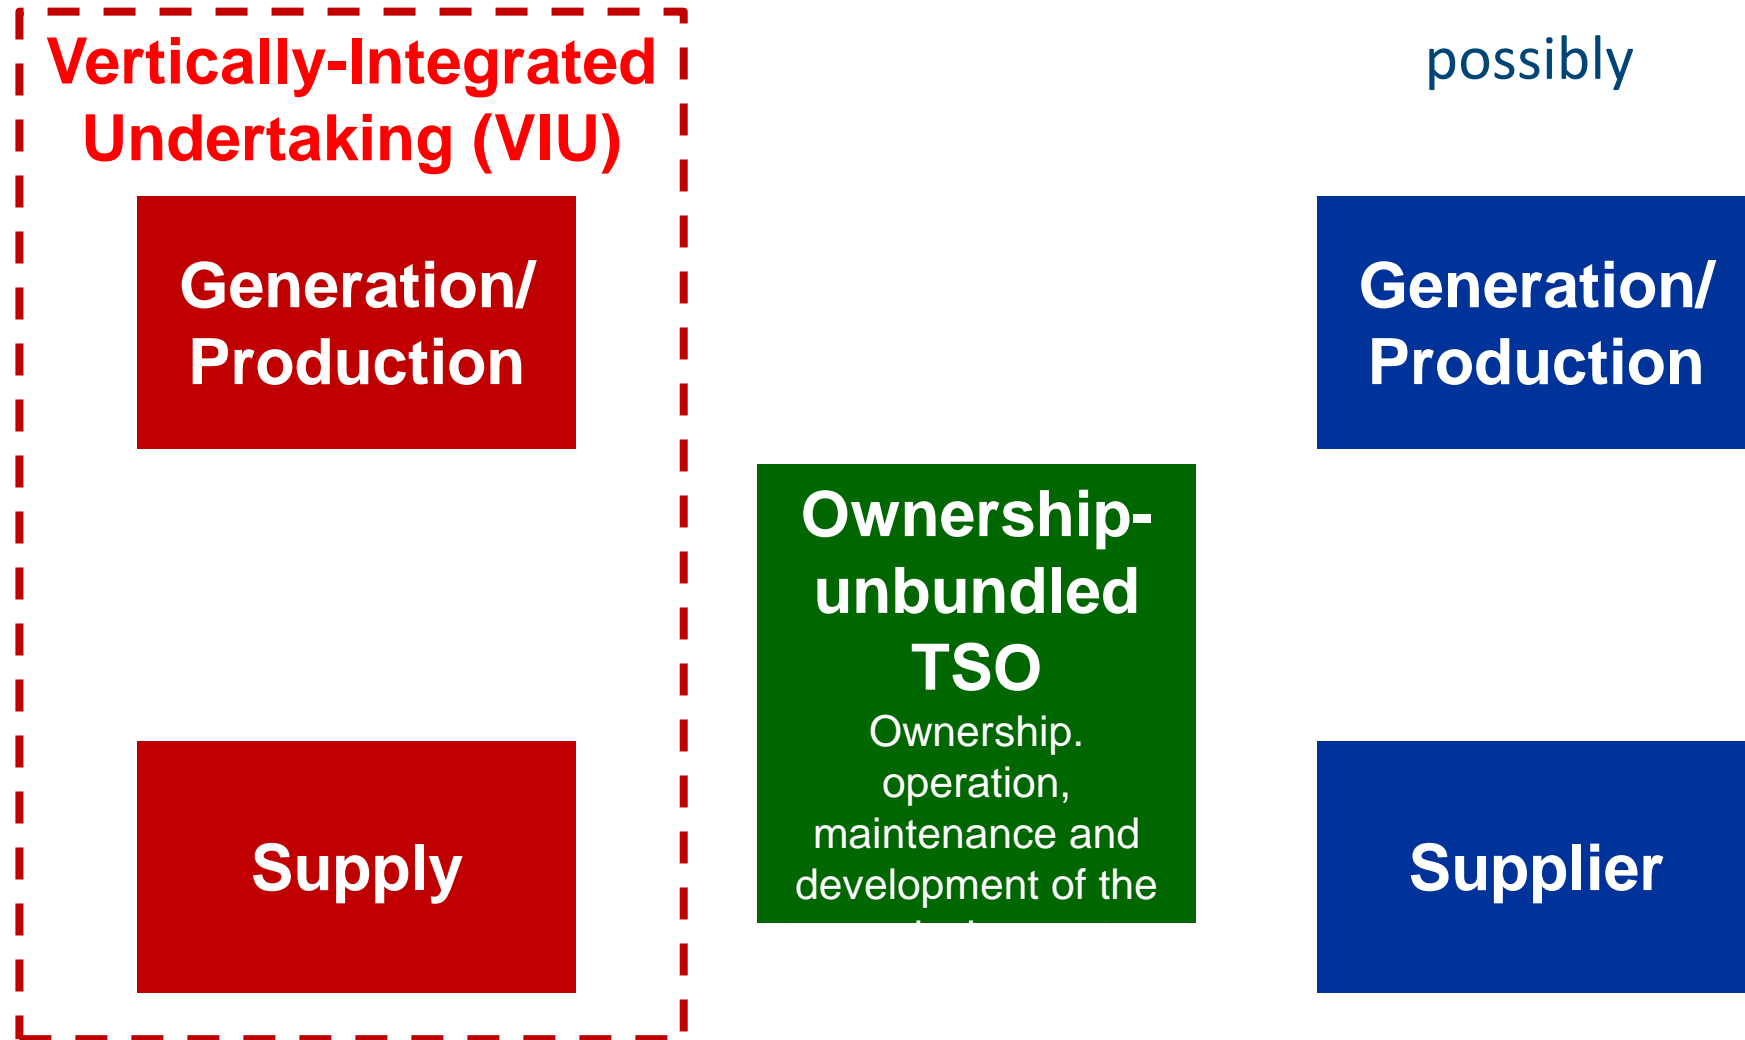 Vertically-Integrated
Undertaking (VIU)
possibly
Generation/
Production
Generation/
Production
Ownership-
unbundled
TSO
Ownership.
operation,
maintenance and
development of the
Supply
Supplier